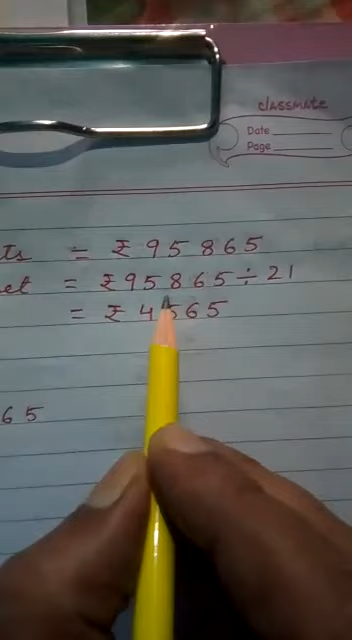 classmate
Date
Page
ts = ₹ 95865
et = ₹95865÷21
= ₹ 4565
65